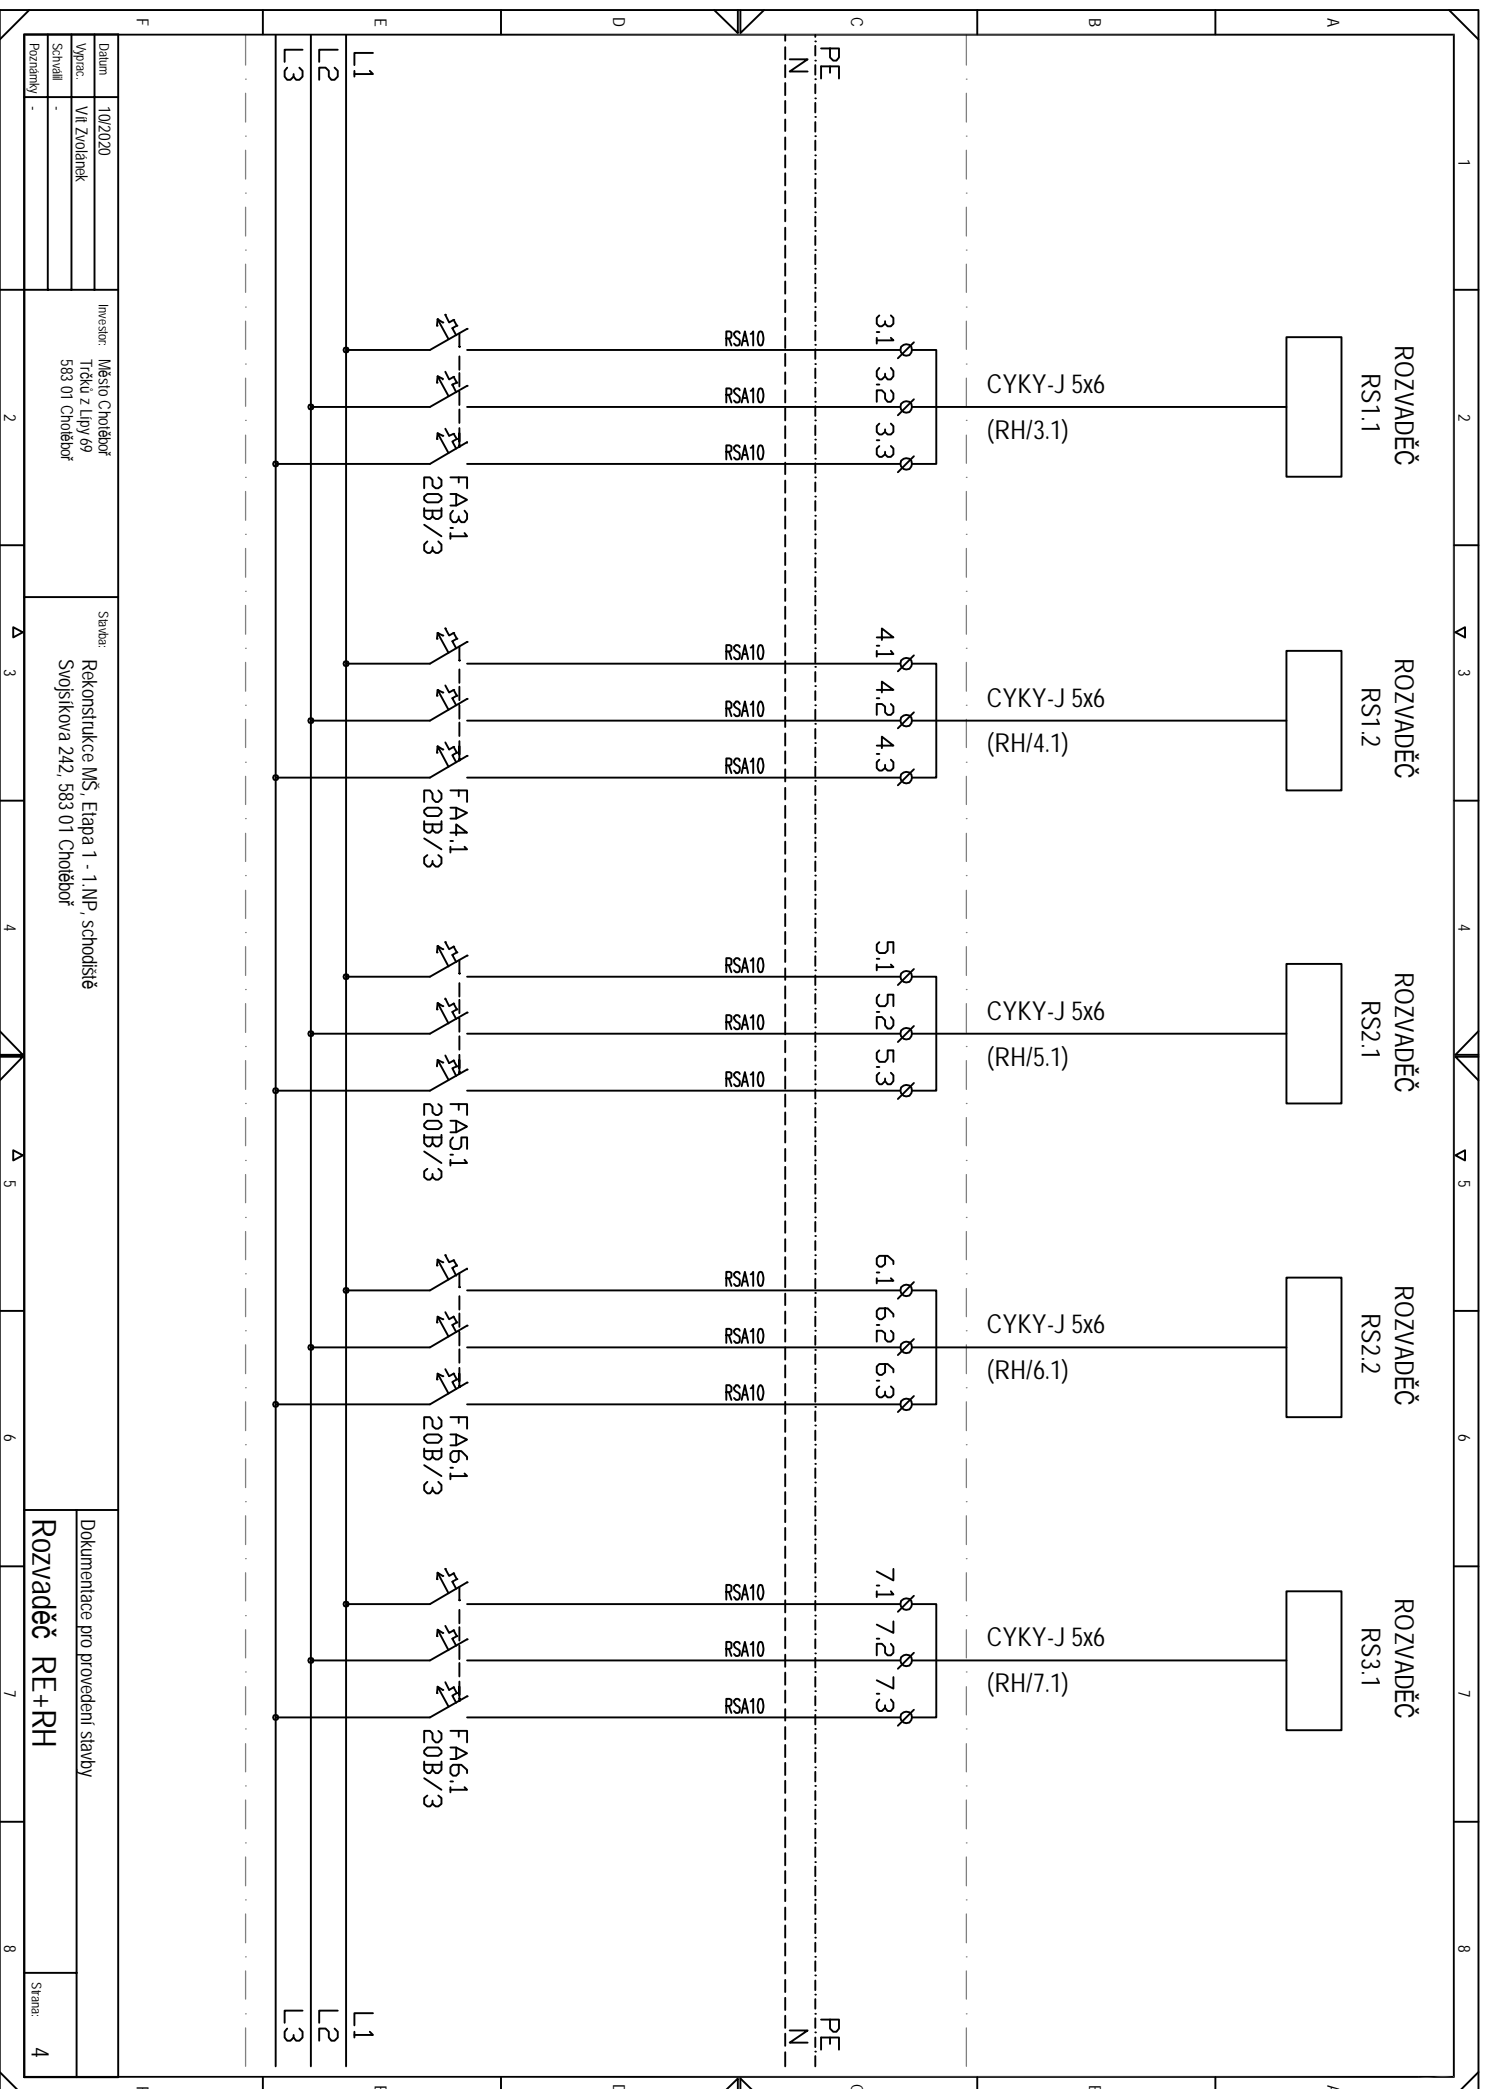 1 2 3 4 5 6 7 8
A
B
C
D
E
F
ROZVADĚČ
RS1.1
ROZVADĚČ
RS1.2
ROZVADĚČ
RS2.1
ROZVADĚČ
RS2.2
ROZVADĚČ
RS3.1
CYKY-J 5x6
(RH/3.1)
CYKY-J 5x6
(RH/4.1)
CYKY-J 5x6
(RH/5.1)
CYKY-J 5x6
(RH/6.1)
CYKY-J 5x6
(RH/7.1)
3.1 3.2 3.3
4.1 4.2 4.3
5.1 5.2 5.3
6.1 6.2 6.3
7.1 7.2 7.3
PE PE
N N
RSA10 RSA10 RSA10
RSA10 RSA10 RSA10
RSA10 RSA10 RSA10
RSA10 RSA10 RSA10
RSA10 RSA10 RSA10
FA3.1
20B/3
FA4.1
20B/3
FA5.1
20B/3
FA6.1
20B/3
FA6.1
20B/3
L1 L1
L2 L2
L3 L3
Datum 10/2020
Vyprac. Vít Zvolánek
Schválil -
Poznámky -
Investor: Město Chotěboř
Trčků z Lípy 69
583 01 Chotěboř
Stavba:
Rekonstrukce MŠ, Etapa 1 - 1.NP, schodiště
Svojsíkova 242, 583 01 Chotěboř
Dokumentace pro provedení stavby
Rozvaděč RE+RH
Strana: 4
1 2 3 4 5 6 7 8